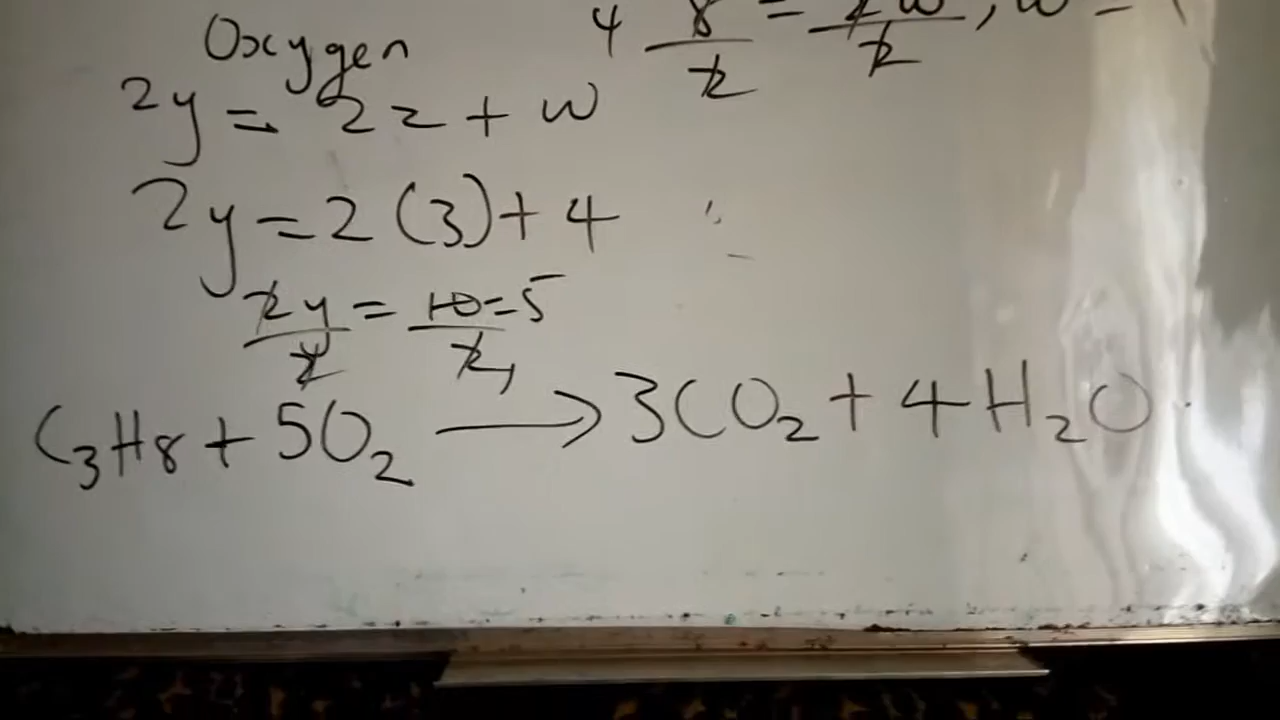 Oxygen
4 8/2 = 2w/2 , w =
2y = 2z + w
2y = 2(3) + 4
2y/2 = 10/2 = 5
C₃H₈ + 5O₂ → 3CO₂ + 4H₂O